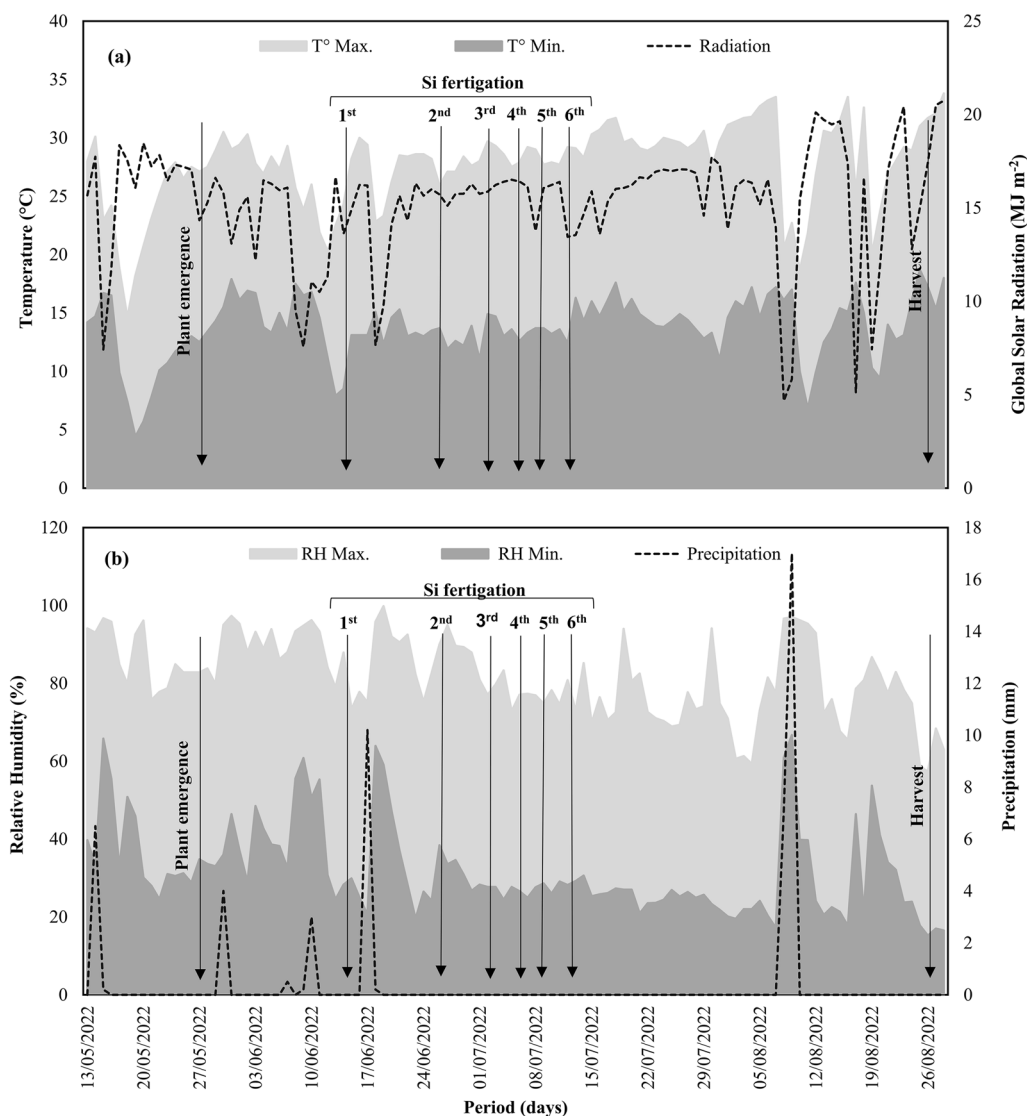 40
35
30
25
20
15
10
5
0
Temperature (°C)
25
20
15
10
5
0
Global Solar Radiation (MJ m⁻²)
T° Max.
T° Min.
Radiation
(a)
Si fertigation
1st
2nd
3rd
4th
5th
6th
Plant emergence
Harvest
120
100
80
60
40
20
0
Relative Humidity (%)
18
16
14
12
10
8
6
4
2
0
Precipitation (mm)
(b)
RH Max.
RH Min.
Precipitation
Si fertigation
1st
2nd
3rd
4th
5th
6th
Plant emergence
Harvest
13/05/2022
20/05/2022
27/05/2022
03/06/2022
10/06/2022
17/06/2022
24/06/2022
01/07/2022
08/07/2022
15/07/2022
22/07/2022
29/07/2022
05/08/2022
12/08/2022
19/08/2022
26/08/2022
Period (days)